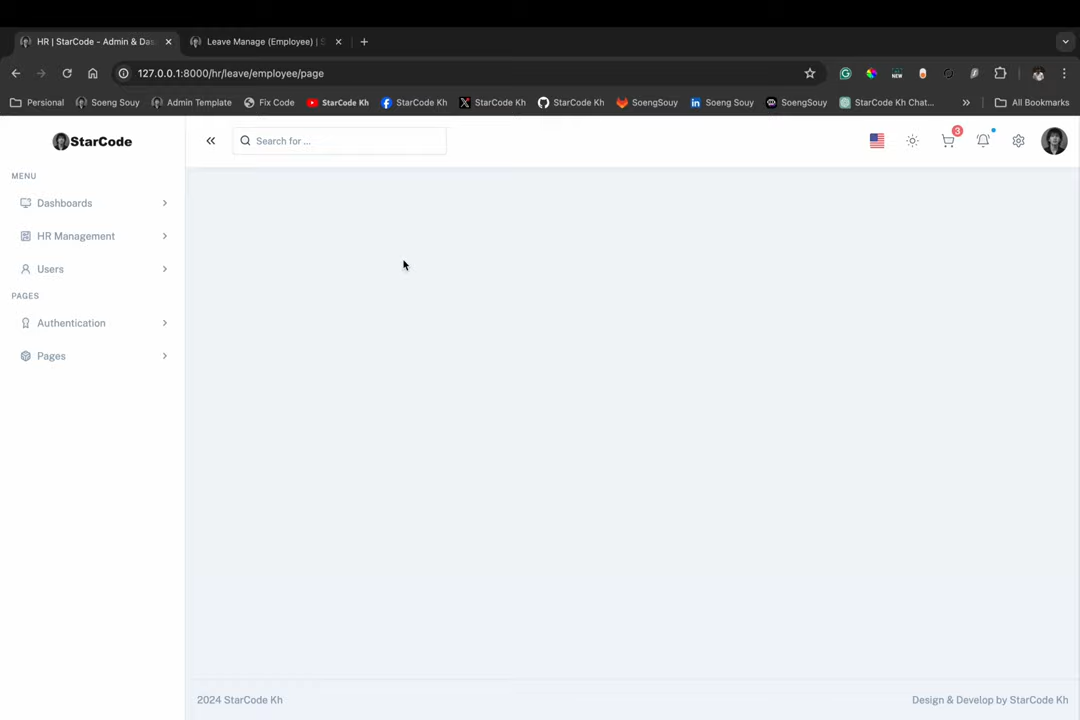 HR | StarCode - Admin & Da
Leave Manage (Employee) | S
127.0.0.1:8000/hr/leave/employee/page
Personal Soeng Souy Admin Template Fix Code StarCode Kh StarCode Kh StarCode Kh StarCode Kh SoengSouy Soeng Souy SoengSouy StarCode Kh Chat... » All Bookmarks
StarCode
Search for ...
3
MENU
Dashboards
HR Management
Users
PAGES
Authentication
Pages
2024 StarCode Kh
Design & Develop by StarCode Kh